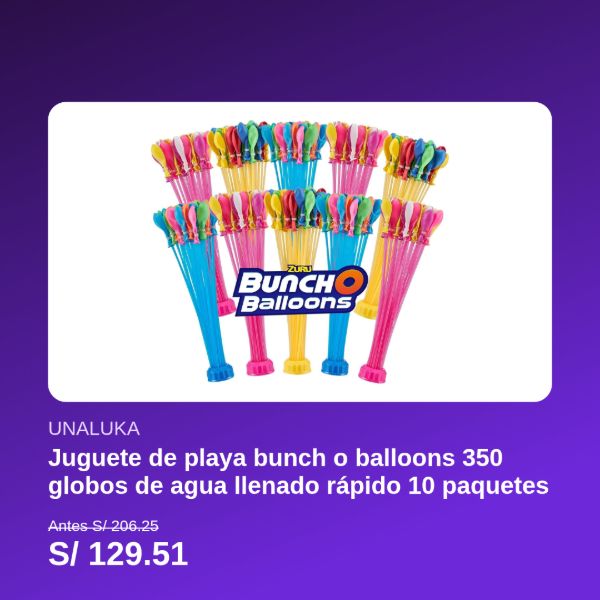 ZURU
BUNCH O
Balloons
UNALUKA
Juguete de playa bunch o balloons 350
globos de agua llenado rápido 10 paquetes
Antes S/ 206.25
S/ 129.51